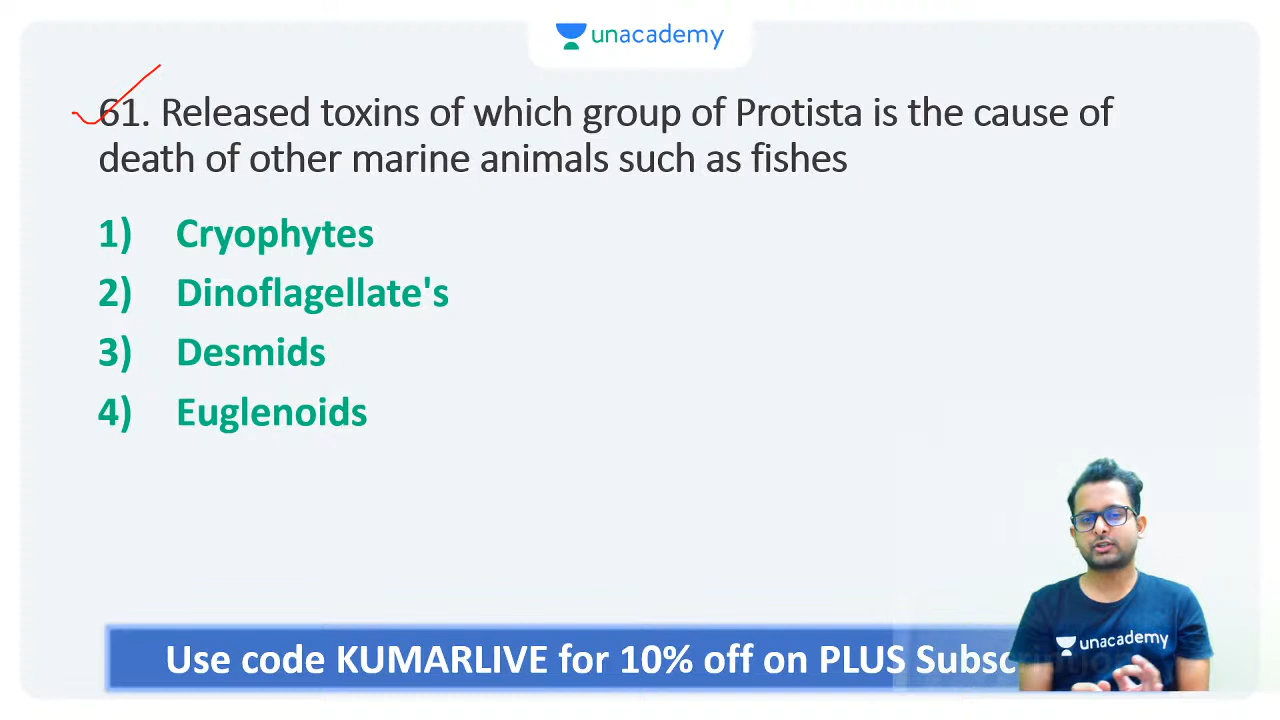 unacademy
61. Released toxins of which group of Protista is the cause of
death of other marine animals such as fishes
1) Cryophytes
2) Dinoflagellate's
3) Desmids
4) Euglenoids
unacademy
Use code KUMARLIVE for 10% off on PLUS